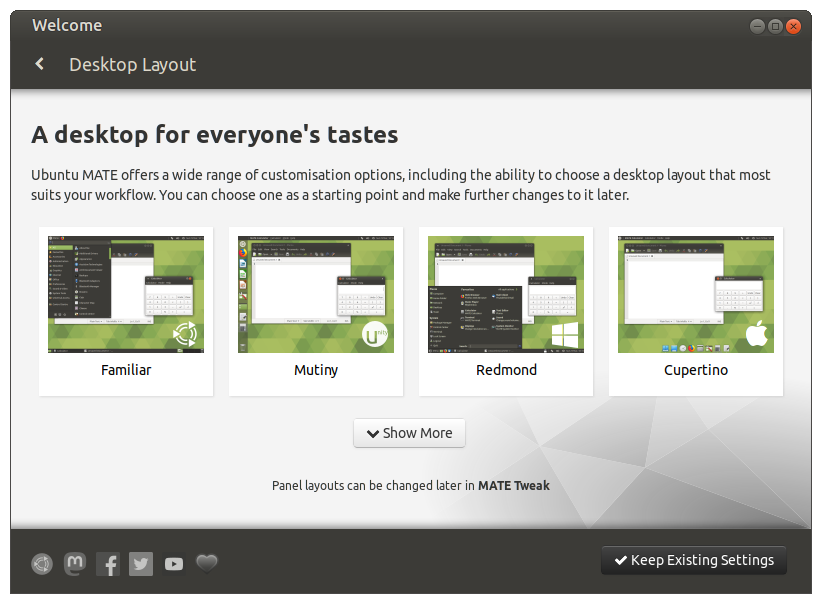 Welcome
Desktop Layout
A desktop for everyone's tastes
Ubuntu MATE offers a wide range of customisation options, including the ability to choose a desktop layout that most
suits your workflow. You can choose one as a starting point and make further changes to it later.
unity
Familiar
Mutiny
Redmond
Cupertino
Show More
Panel layouts can be changed later in MATE Tweak
Keep Existing Settings